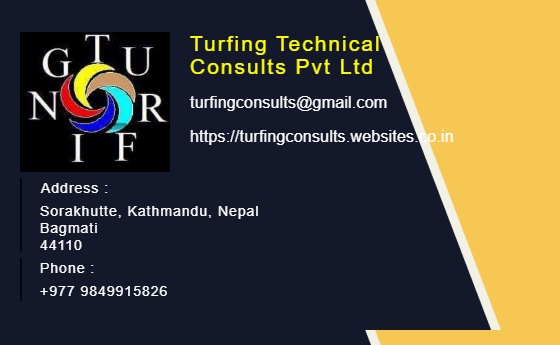 G T U R F I N
Turfing Technical
Consults Pvt Ltd
turfingconsults@gmail.com
https://turfingconsults.websites.co.in
Address :
Sorakhutte, Kathmandu, Nepal
Bagmati
44110
Phone :
+977 9849915826